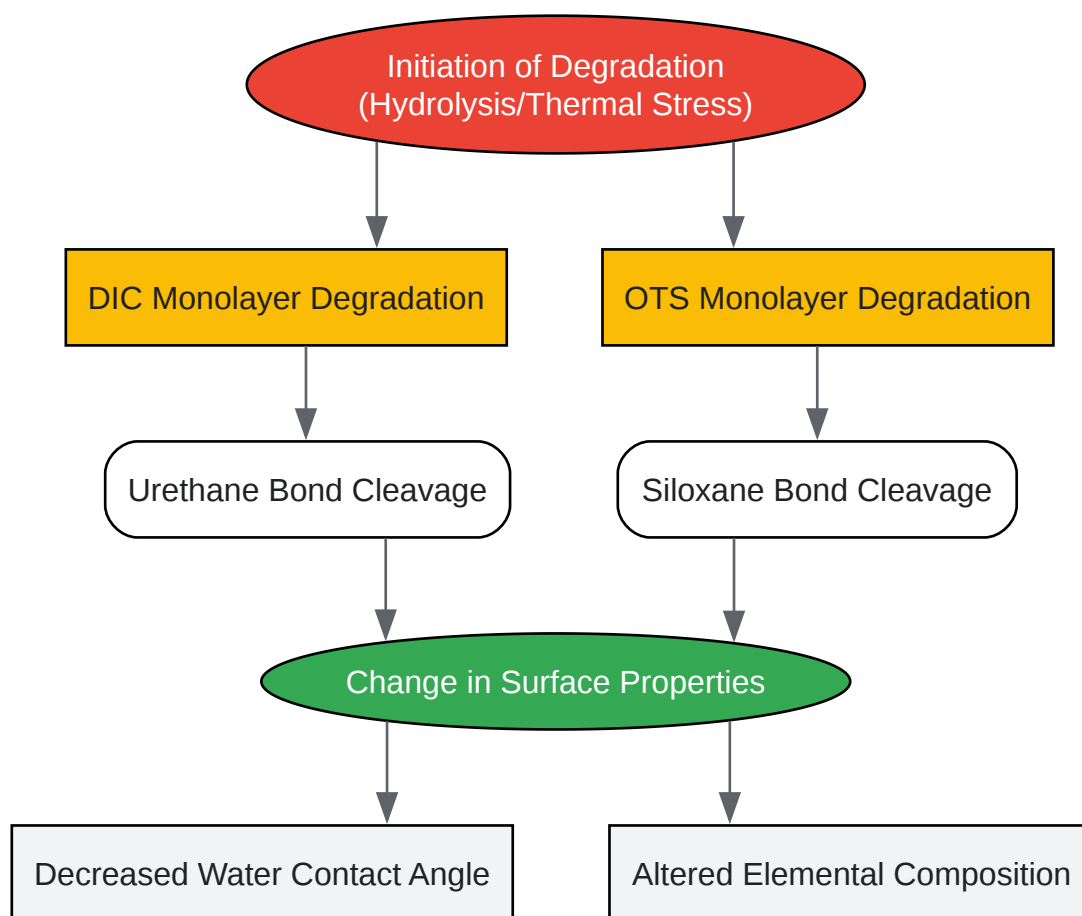 Initiation of Degradation
(Hydrolysis/Thermal Stress)
DIC Monolayer Degradation
OTS Monolayer Degradation
Urethane Bond Cleavage
Siloxane Bond Cleavage
Change in Surface Properties
Decreased Water Contact Angle
Altered Elemental Composition